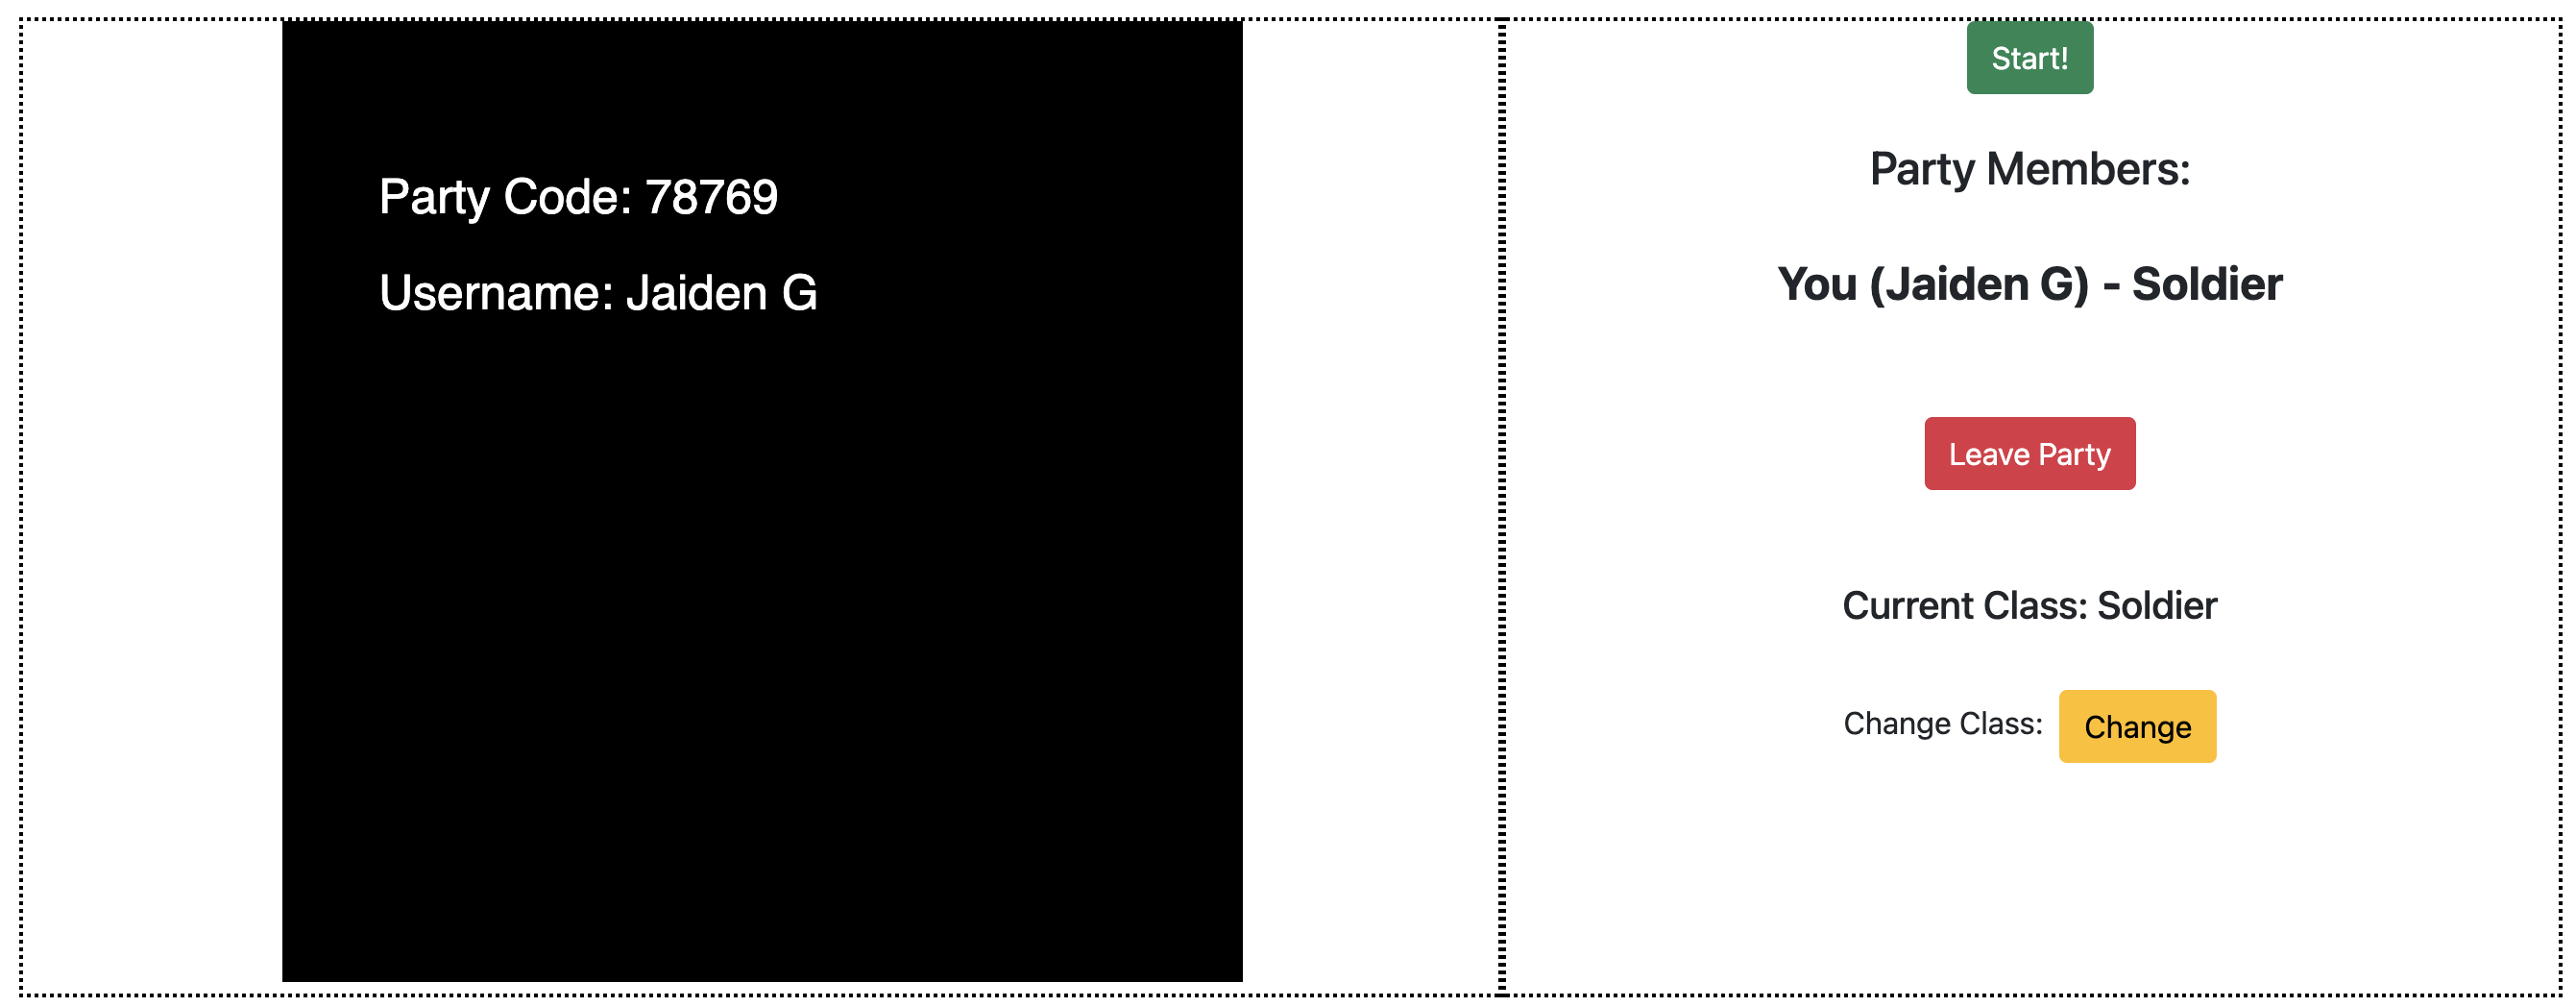 Party Code: 78769
Username: Jaiden G
Start!
Party Members:
You (Jaiden G) - Soldier
Leave Party
Current Class: Soldier
Change Class: Change